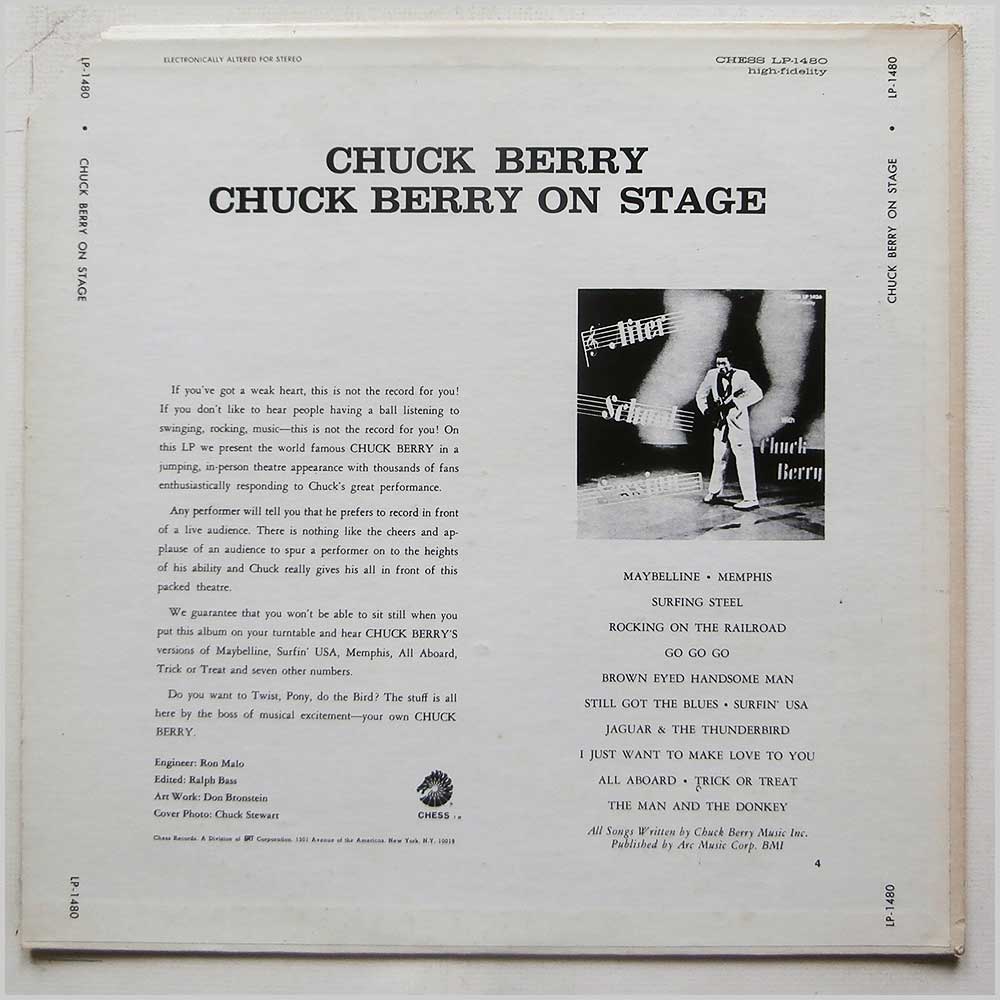 ELECTRONICALLY ALTERED FOR STEREO
CHESS LP-1480
high-fidelity
LP-1480 • CHUCK BERRY ON STAGE
LP-1480
LP-1480 • CHUCK BERRY ON STAGE
LP-1480
CHUCK BERRY
CHUCK BERRY ON STAGE
If you've got a weak heart, this is not the record for you!
If you don't like to hear people having a ball listening to
swinging, rocking, music—this is not the record for you! On
this LP we present the world famous CHUCK BERRY in a
jumping, in-person theatre appearance with thousands of fans
enthusiastically responding to Chuck's great performance.
Any performer will tell you that he prefers to record in front
of a live audience. There is nothing like the cheers and ap-
plause of an audience to spur a performer on to the heights
of his ability and Chuck really gives his all in front of this
packed theatre.
We guarantee that you won't be able to sit still when you
put this album on your turntable and hear CHUCK BERRY'S
versions of Maybelline, Surfin' USA, Memphis, All Aboard,
Trick or Treat and seven other numbers.
Do you want to Twist, Pony, do the Bird? The stuff is all
here by the boss of musical excitement—your own CHUCK
BERRY.
Engineer: Ron Malo
Edited: Ralph Bass
Art Work: Don Bronstein
Cover Photo: Chuck Stewart
CHESS
Chess Records. A Division of GRT Corporation. 1301 Avenue of the Americas. New York. N.Y. 10019
School
Session
with
Chuck
Berry
MAYBELLINE • MEMPHIS
SURFING STEEL
ROCKING ON THE RAILROAD
GO GO GO
BROWN EYED HANDSOME MAN
STILL GOT THE BLUES • SURFIN' USA
JAGUAR & THE THUNDERBIRD
I JUST WANT TO MAKE LOVE TO YOU
ALL ABOARD • TRICK OR TREAT
THE MAN AND THE DONKEY
All Songs Written by Chuck Berry Music Inc.
Published by Arc Music Corp. BMI
4